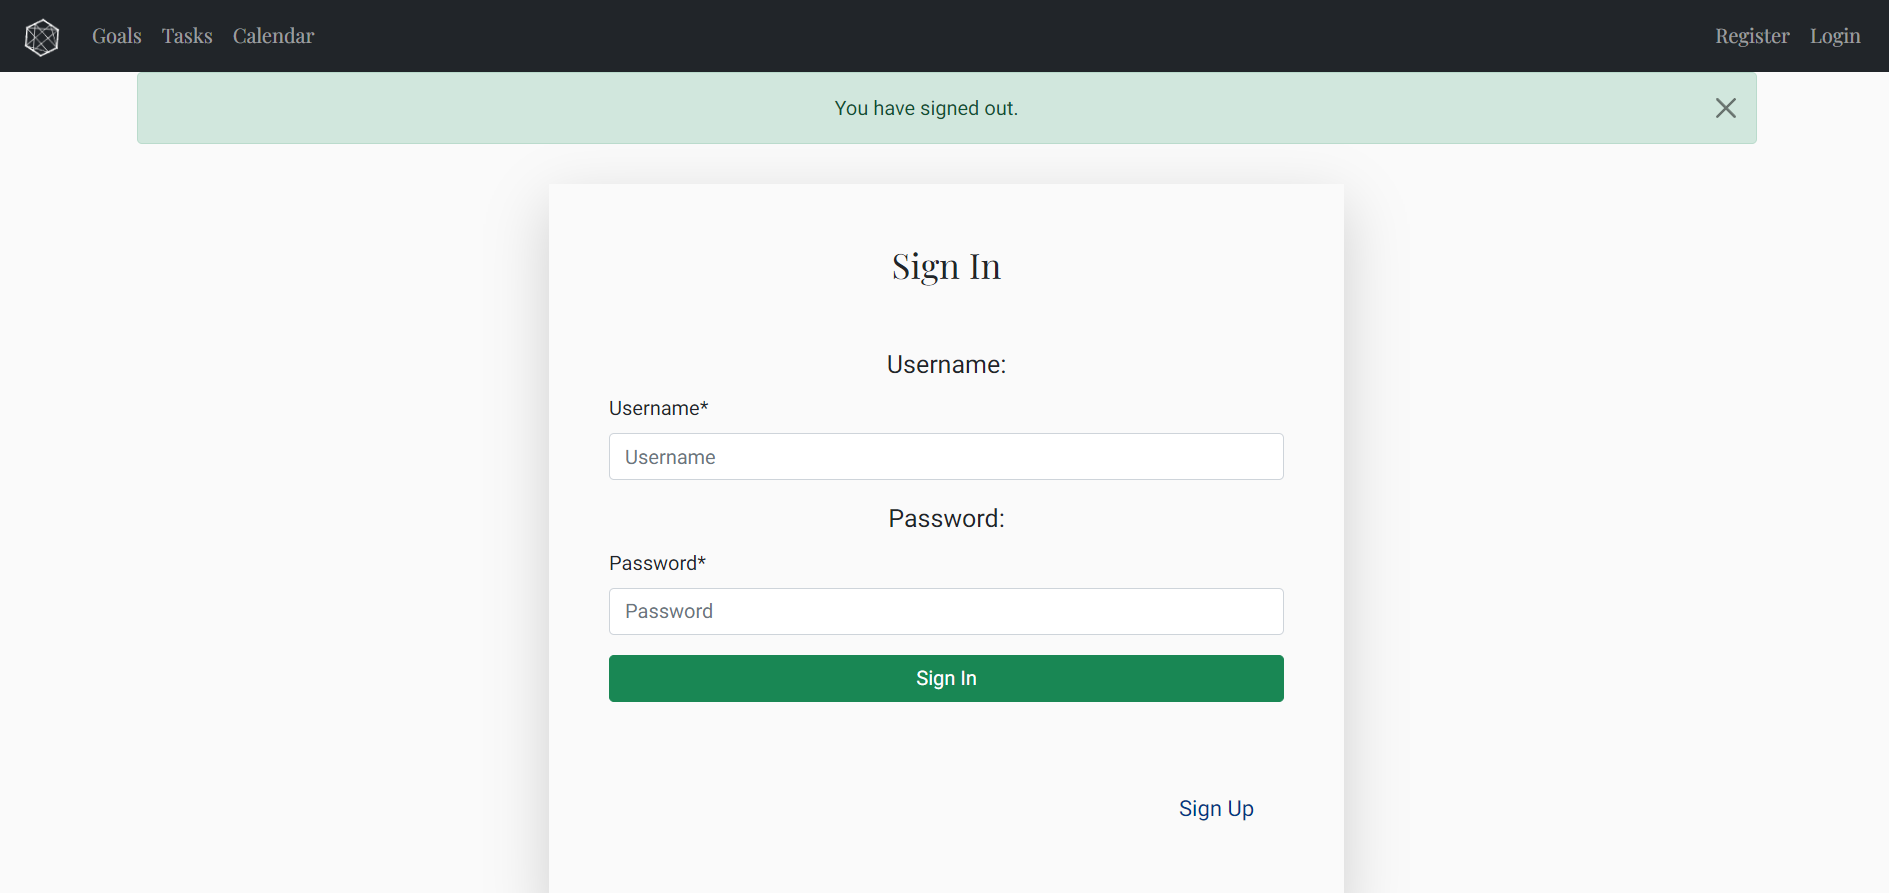 Goals Tasks Calendar Register Login
You have signed out.
Sign In
Username:
Username*
Username
Password:
Password*
Password
Sign In
Sign Up